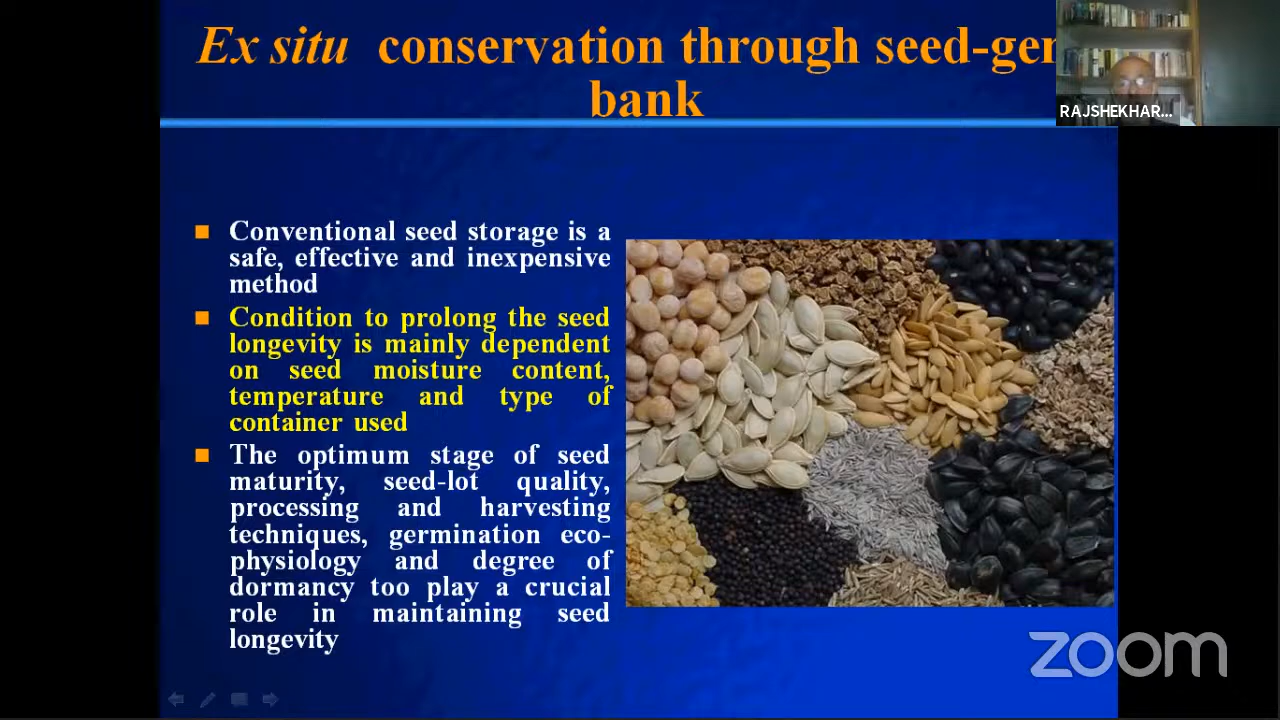 Ex situ conservation through seed-ger
bank
RAJSHEKHAR...
Conventional seed storage is a
safe, effective and inexpensive
method
Condition to prolong the seed
longevity is mainly dependent
on seed moisture content,
temperature and type of
container used
The optimum stage of seed
maturity, seed-lot quality,
processing and harvesting
techniques, germination eco-
physiology and degree of
dormancy too play a crucial
role in maintaining seed
longevity
zoom